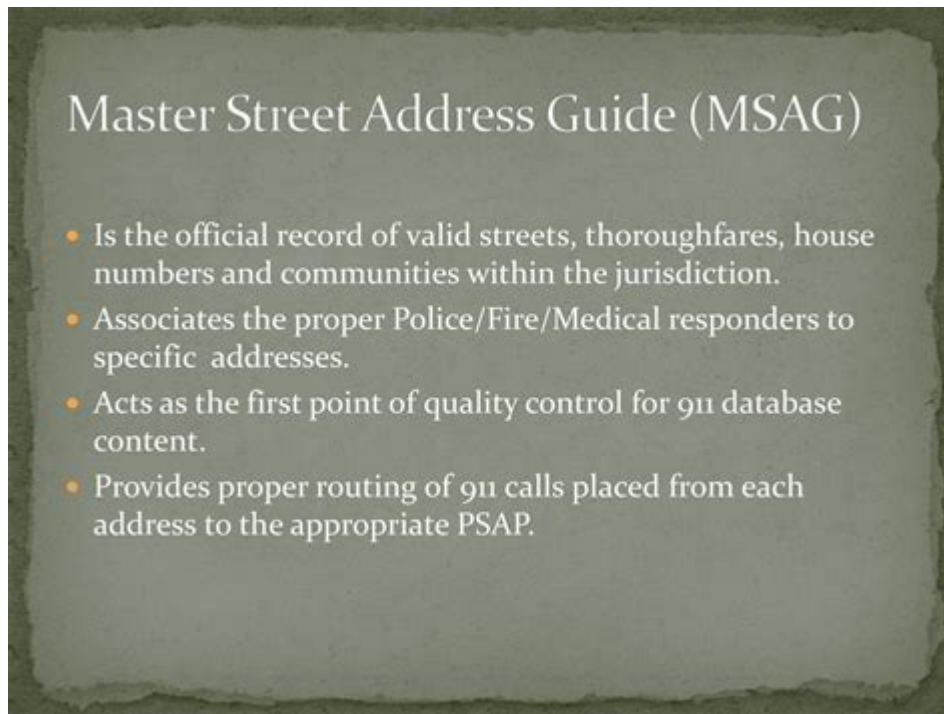 Master Street Address Guide (MSAG)
Is the official record of valid streets, thoroughfares, house
numbers and communities within the jurisdiction.
Associates the proper Police/Fire/Medical responders to
specific  addresses.
Acts as the first point of quality control for 911 database
content.
Provides proper routing of 911 calls placed from each
address to the appropriate PSAP.